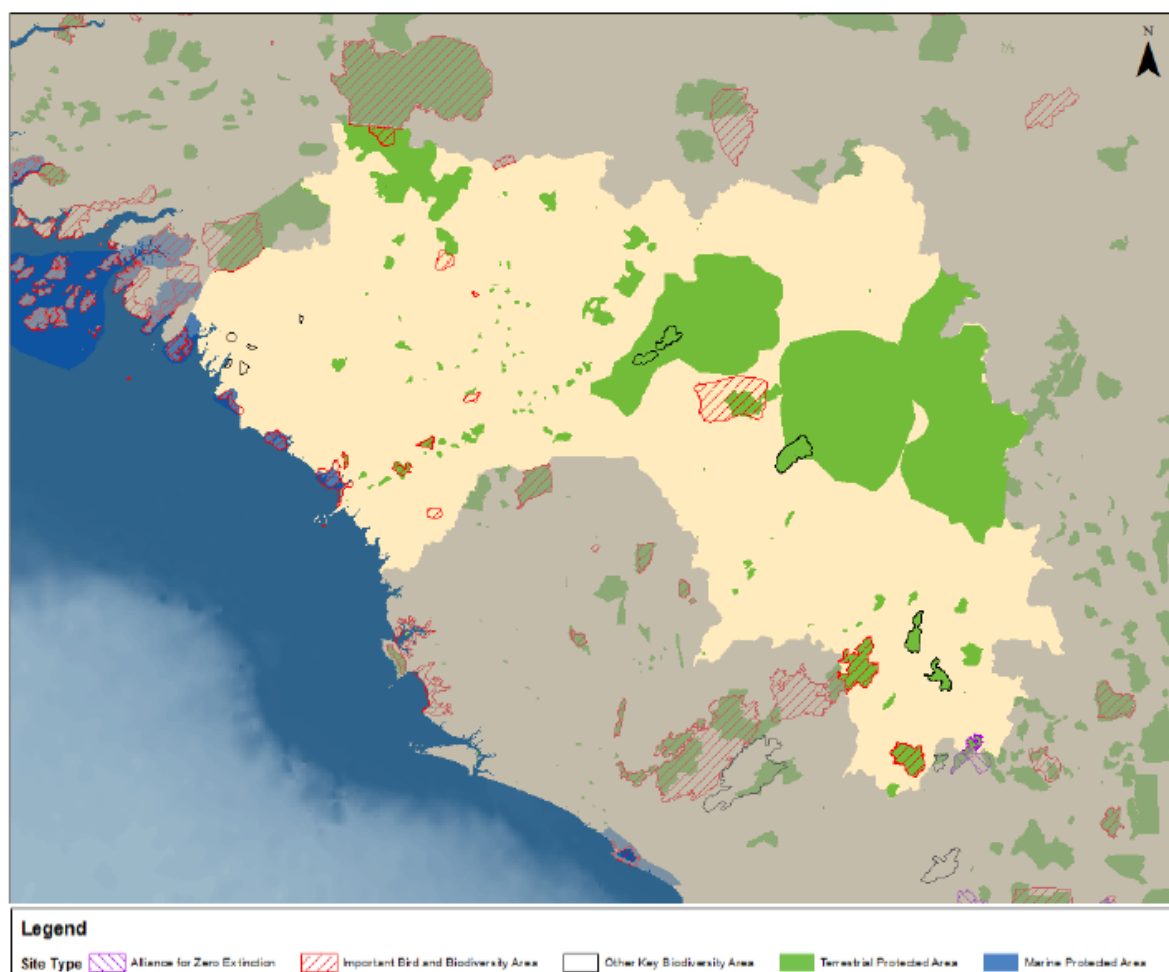 N
Legend
Site Type Alliance for Zero Extinction Important Bird and Biodiversity Area Other Key Biodiversity Area Terrestrial Protected Area Marine Protected Area